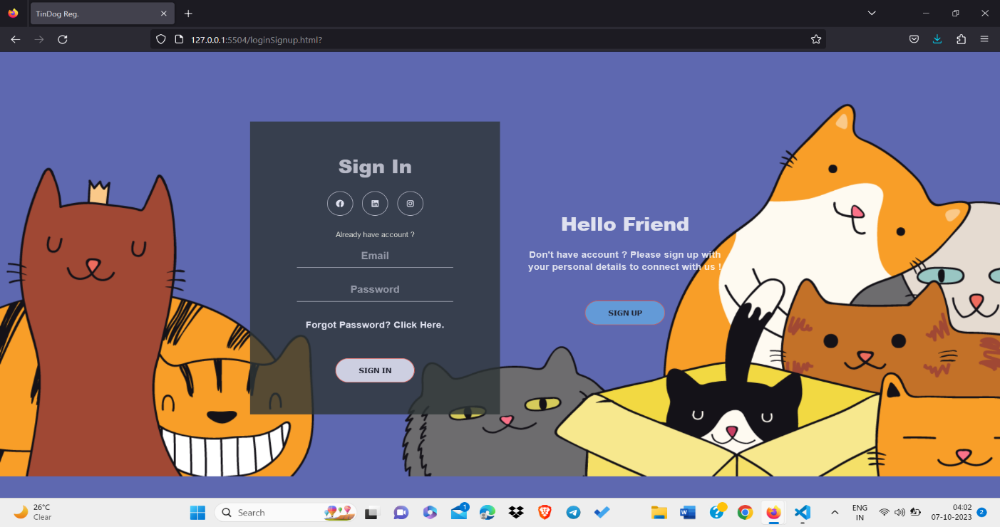 TinDog Reg.
127.0.0.1:5504/loginSignup.html?
Sign In
Already have account ?
Email
Password
Forgot Password? Click Here.
SIGN IN
Hello Friend
Don't have account ? Please sign up with
your personal details to connect with us !
SIGN UP
26°C
Clear
Search
1
ENG
IN
04:02
07-10-2023
2